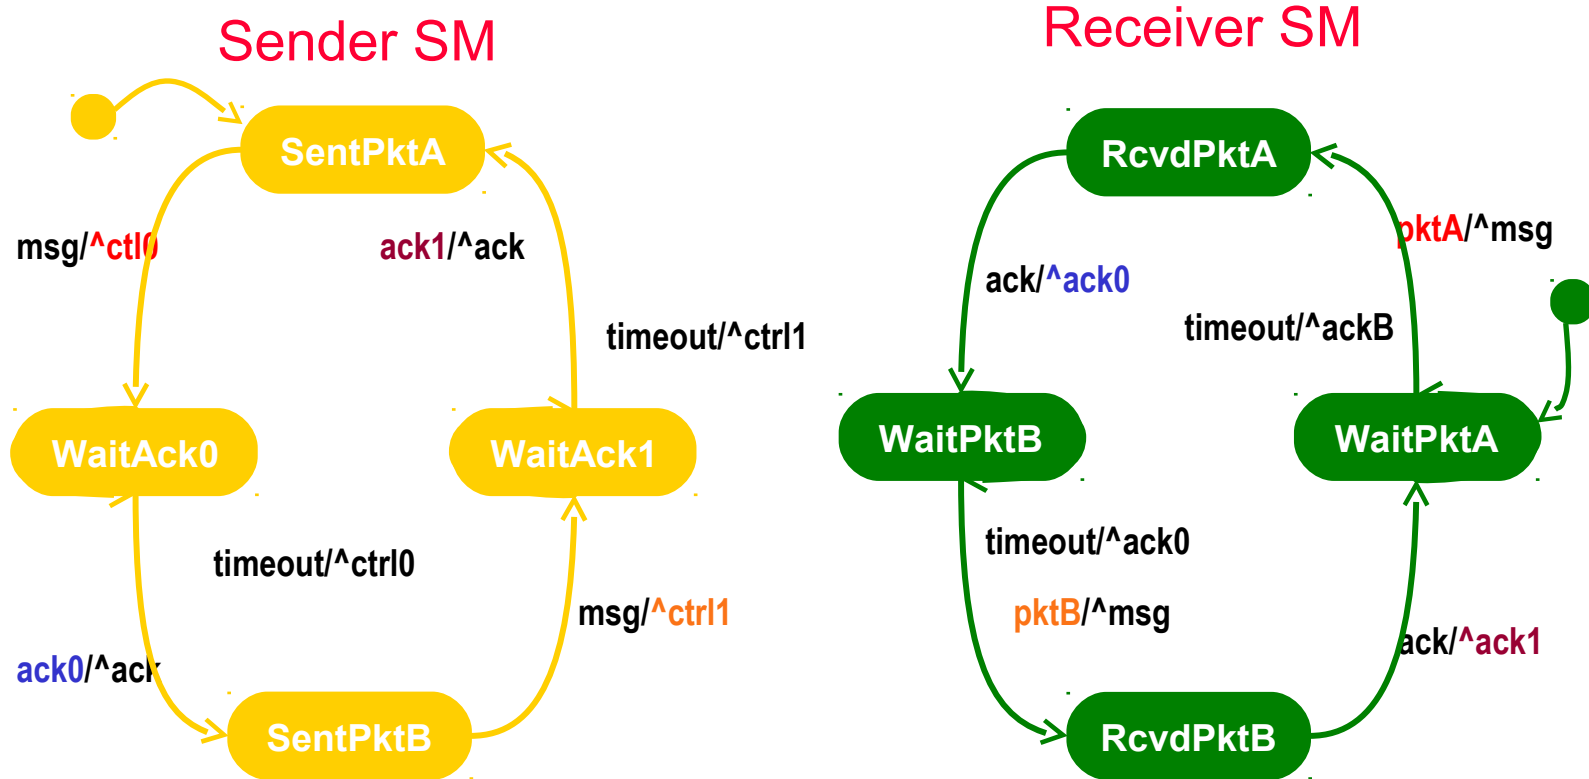 Sender SM
SentPktA
msg/^ctl0
ack1/^ack
timeout/^ctrl1
WaitAck0
WaitAck1
timeout/^ctrl0
msg/^ctrl1
ack0/^ack
SentPktB
Receiver SM
RcvdPktA
pktA/^msg
ack/^ack0
timeout/^ackB
WaitPktB
WaitPktA
timeout/^ack0
pktB/^msg
ack/^ack1
RcvdPktB